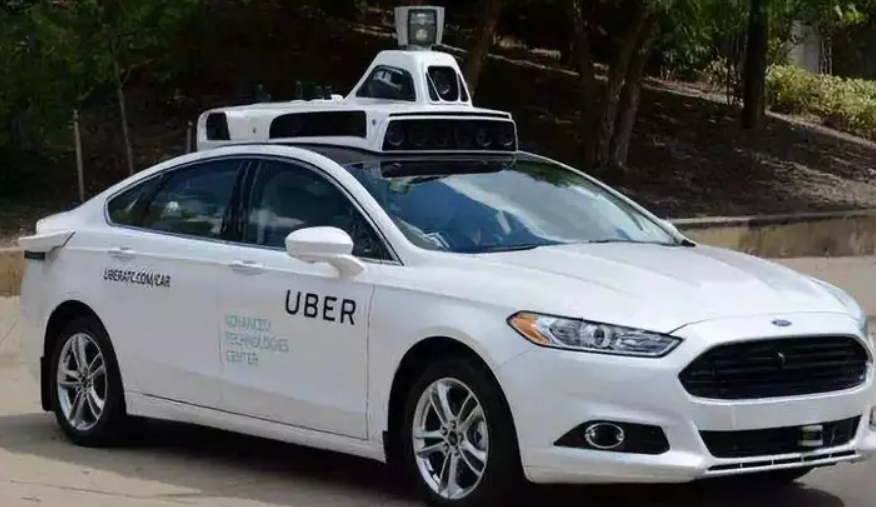 UBERATC.COM/CAR
UBER
ADVANCED
TECHNOLOGIES
CENTER